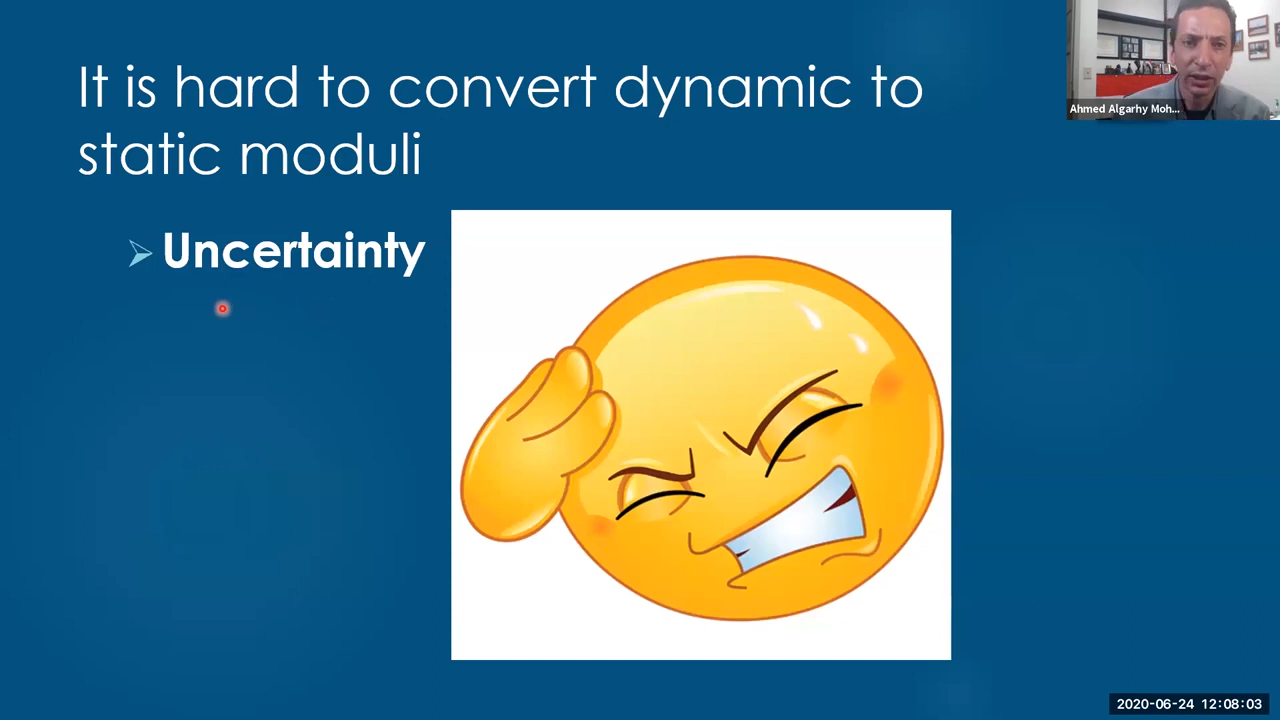 It is hard to convert dynamic to
static moduli
Uncertainty
Ahmed Algarhy Moh...
2020-06-24 12:08:03